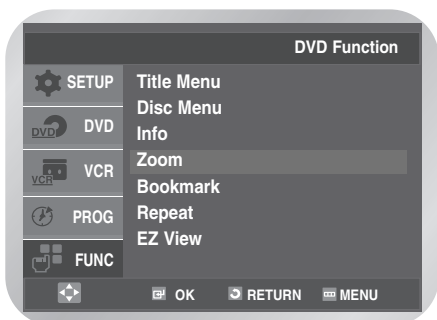 DVD Function
SETUP
DVD DVD
VCR VCR
PROG
FUNC
Title Menu
Disc Menu
Info
Zoom
Bookmark
Repeat
EZ View
OK RETURN MENU